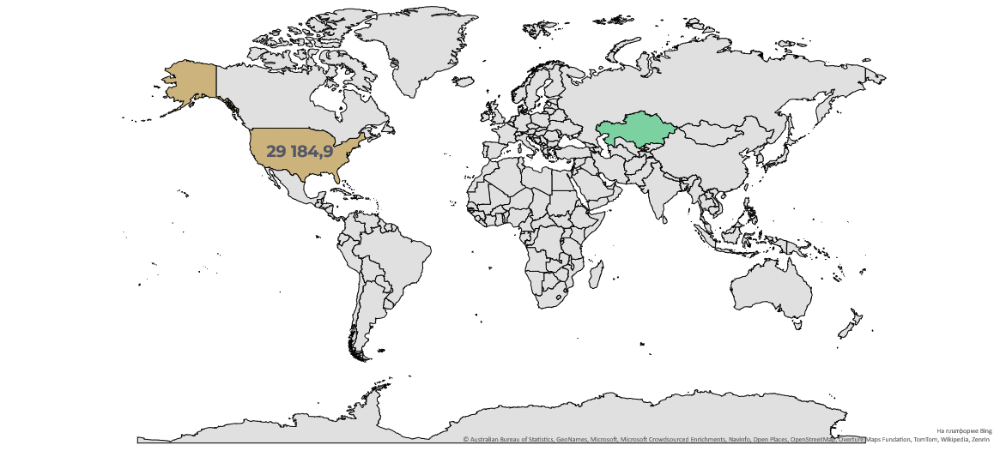 29 184,9
На платформе Bing
© Australian Bureau of Statistics, GeoNames, Microsoft, Microsoft Crowdsourced Enrichments, Navinfo, Open Places, OpenStreetMap, Overture Maps Fundation, TomTom, Wikipedia, Zenrin